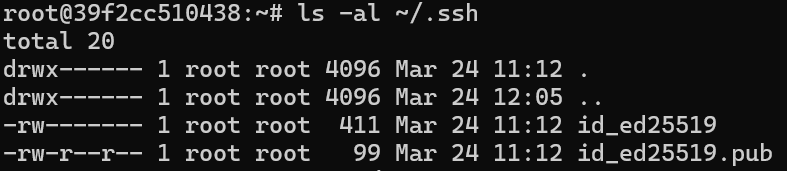 root@39f2cc510438:~# ls -al ~/.ssh
total 20
drwx------ 1 root root 4096 Mar 24 11:12 .
drwx------ 1 root root 4096 Mar 24 12:05 ..
-rw------- 1 root root  411 Mar 24 11:12 id_ed25519
-rw-r--r-- 1 root root   99 Mar 24 11:12 id_ed25519.pub